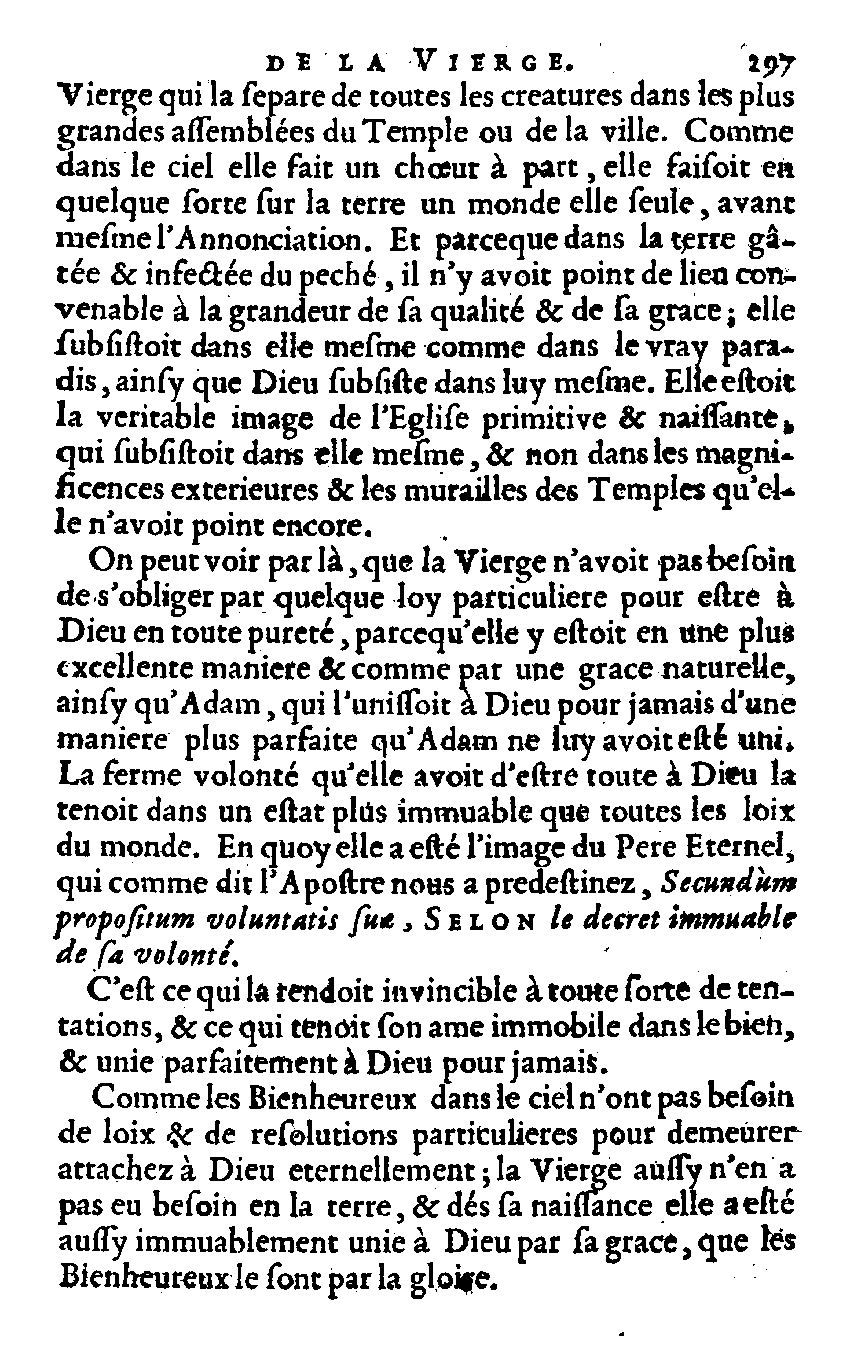 DE LA VIERGE. 297
Vierge qui la ſepare de toutes les creatures dans les plus
grandes aſſemblées du Temple ou de la ville. Comme
dans le ciel elle fait un chœur à part, elle faiſoit en
quelque ſorte ſur la terre un monde elle ſeule, avant
meſme l'Annonciation. Et parceque dans la terre gâ-
tée & infectée du peché, il n'y avoit point de lieu con-
venable à la grandeur de ſa qualité & de ſa grace; elle
ſubſiſtoit dans elle meſme comme dans le vray para-
dis, ainſy que Dieu ſubſiſte dans luy meſme. Elle eſtoit
la veritable image de l'Egliſe primitive & naiſſante,
qui ſubſiſtoit dans elle meſme, & non dans les magni-
ficences exterieures & les murailles des Temples qu'el-
le n'avoit point encore.
On peut voir par là, que la Vierge n'avoit pas beſoin
de s'obliger par quelque loy particuliere pour eſtre à
Dieu en toute pureté, parcequ'elle y eſtoit en une plus
excellente maniere & comme par une grace naturelle,
ainſy qu'Adam, qui l'uniſſoit à Dieu pour jamais d'une
maniere plus parfaite qu'Adam ne luy avoit eſté uni.
La ferme volonté qu'elle avoit d'eſtre toute à Dieu la
tenoit dans un eſtat plus immuable que toutes les loix
du monde. En quoy elle a eſté l'image du Pere Eternel,
qui comme dit l'Apoſtre nous a predeſtinez, Secundùm
propoſitum voluntatis ſuæ, SELON le decret immuable
de ſa volonté.
C'eſt ce qui la rendoit invincible à toute ſorte de ten-
tations, & ce qui tenoit ſon ame immobile dans le bien,
& unie parfaitement à Dieu pour jamais.
Comme les Bienheureux dans le ciel n'ont pas beſoin
de loix & de reſolutions particulieres pour demeurer
attachez à Dieu eternellement; la Vierge auſſy n'en a
pas eu beſoin en la terre, & dés ſa naiſſance elle a eſté
auſſy immuablement unie à Dieu par ſa grace, que les
Bienheureux le ſont par la gloire.